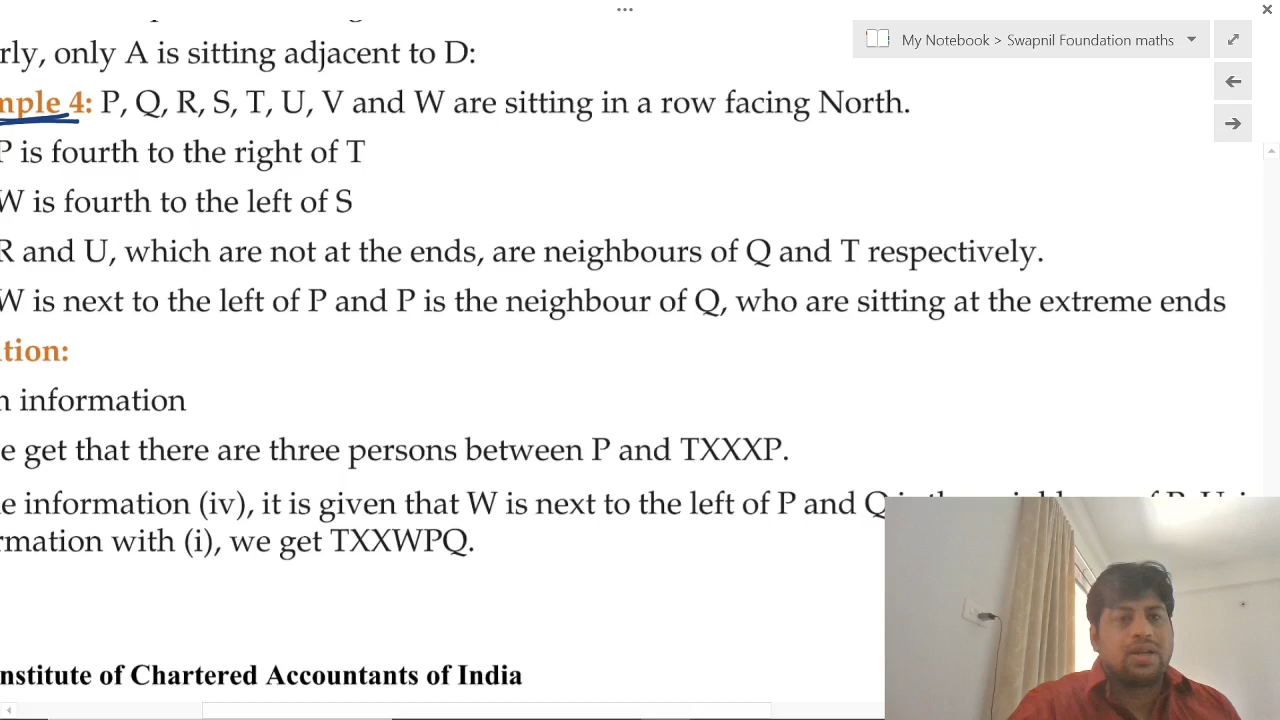 My Notebook > Swapnil Foundation maths
rly, only A is sitting adjacent to D:
mple 4: P, Q, R, S, T, U, V and W are sitting in a row facing North.
P is fourth to the right of T
W is fourth to the left of S
R and U, which are not at the ends, are neighbours of Q and T respectively.
W is next to the left of P and P is the neighbour of Q, who are sitting at the extreme ends
ution:
information
e get that there are three persons between P and TXXXP.
e information (iv), it is given that W is next to the left of P and Q
rmation with (i), we get TXXWPQ.
nstitute of Chartered Accountants of India